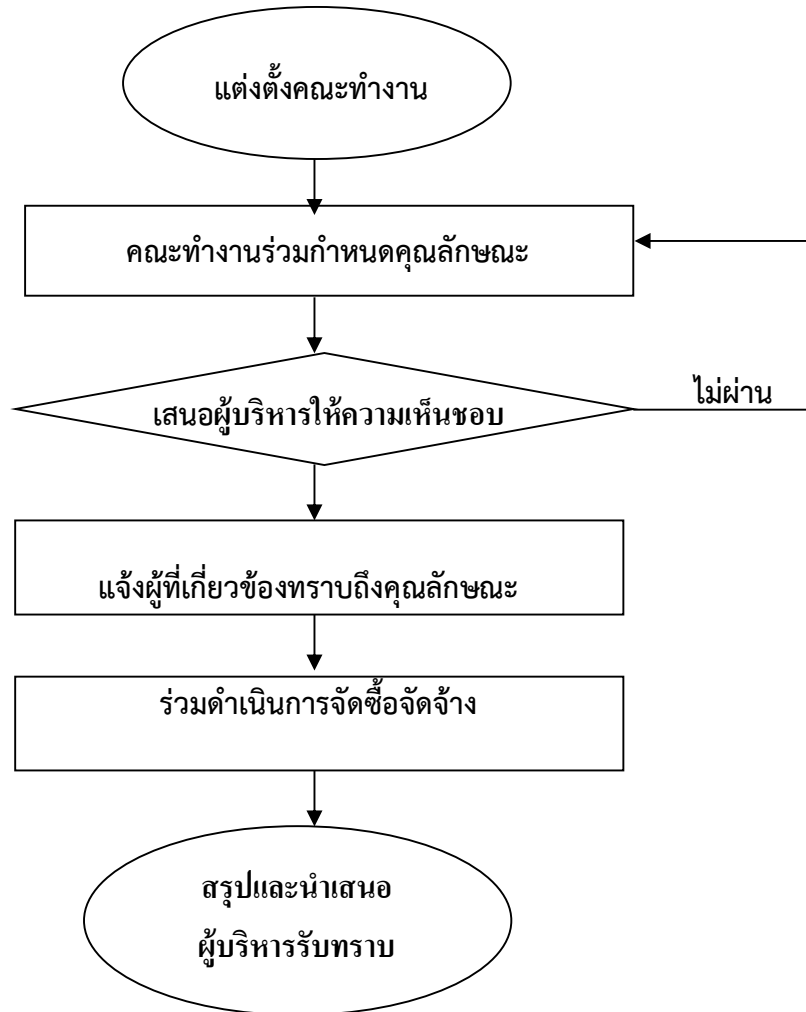 แต่งตั้งคณะทำงาน
คณะทำงานร่วมกำหนดคุณลักษณะ
เสนอผู้บริหารให้ความเห็นชอบ
ไม่ผ่าน
แจ้งผู้ที่เกี่ยวข้องทราบถึงคุณลักษณะ
ร่วมดำเนินการจัดซื้อจัดจ้าง
สรุปและนำเสนอ
ผู้บริหารรับทราบ